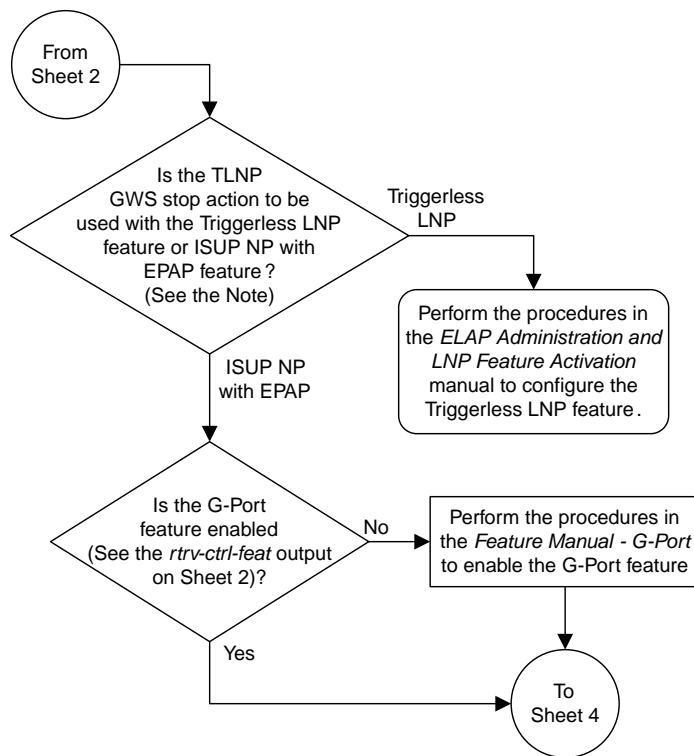 From
Sheet 2
Is the TLNP
GWS stop action to be
used with the Triggerless LNP
feature or ISUP NP with
EPAP feature?
(See the Note)
Triggerless
LNP
Perform the procedures in
the ELAP Administration and
LNP Feature Activation
manual to configure the
Triggerless LNP feature.
ISUP NP
with EPAP
Is the G-Port
feature enabled
(See the rtrv-ctrl-feat output
on Sheet 2)?
No
Perform the procedures in
the Feature Manual - G-Port
to enable the G-Port feature
Yes
To
Sheet 4